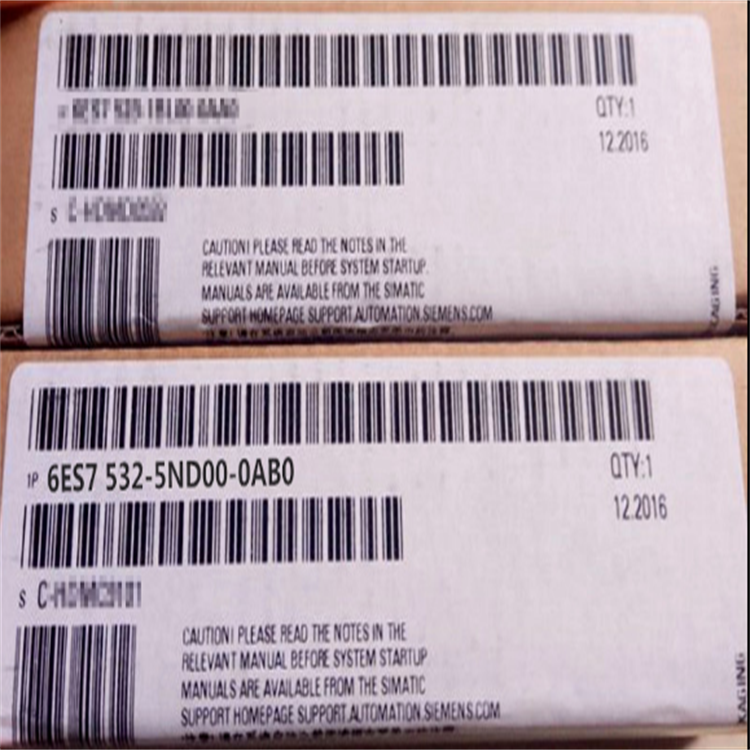 QTY:1
12.2016
S
CAUTION! PLEASE READ THE NOTES IN THE
RELEVANT MANUAL BEFORE SYSTEM STARTUP.
MANUALS ARE AVAILABLE FROM THE SIMATIC
SUPPORT HOMEPAGE SUPPORT.AUTOMATION.SIEMENS.COM
KAGING
1P 6ES7 532-5ND00-0AB0
QTY:1
12.2016
S
CAUTION! PLEASE READ THE NOTES IN THE
RELEVANT MANUAL BEFORE SYSTEM STARTUP
MANUALS ARE AVAILABLE FROM THE SIMATIC
SUPPORT HOMEPAGE SUPPORT.AUTOMATION.SIEMENS.COM
KAGING